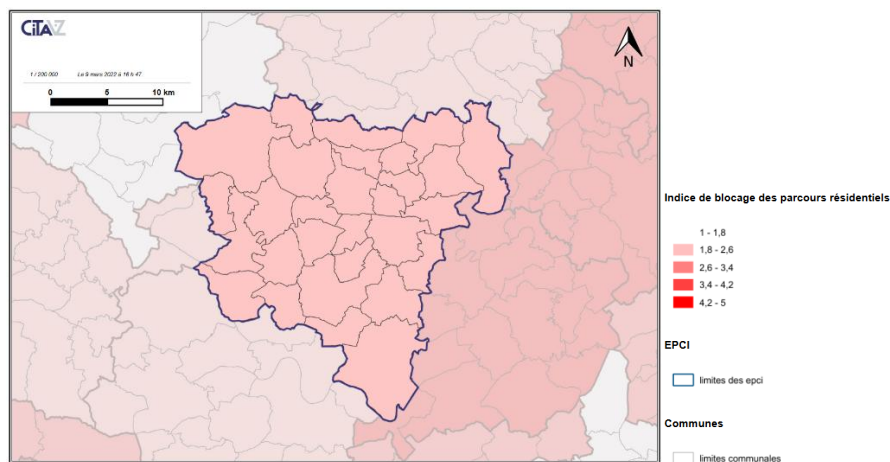 CiTAViZ
1 / 200 000 Le 9 mars 2022 à 16 h 47
0 5 10 km
N
Indice de blocage des parcours résidentiels
1 - 1,8
1,8 - 2,6
2,6 - 3,4
3,4 - 4,2
4,2 - 5
EPCI
limites des epci
Communes
limites communales